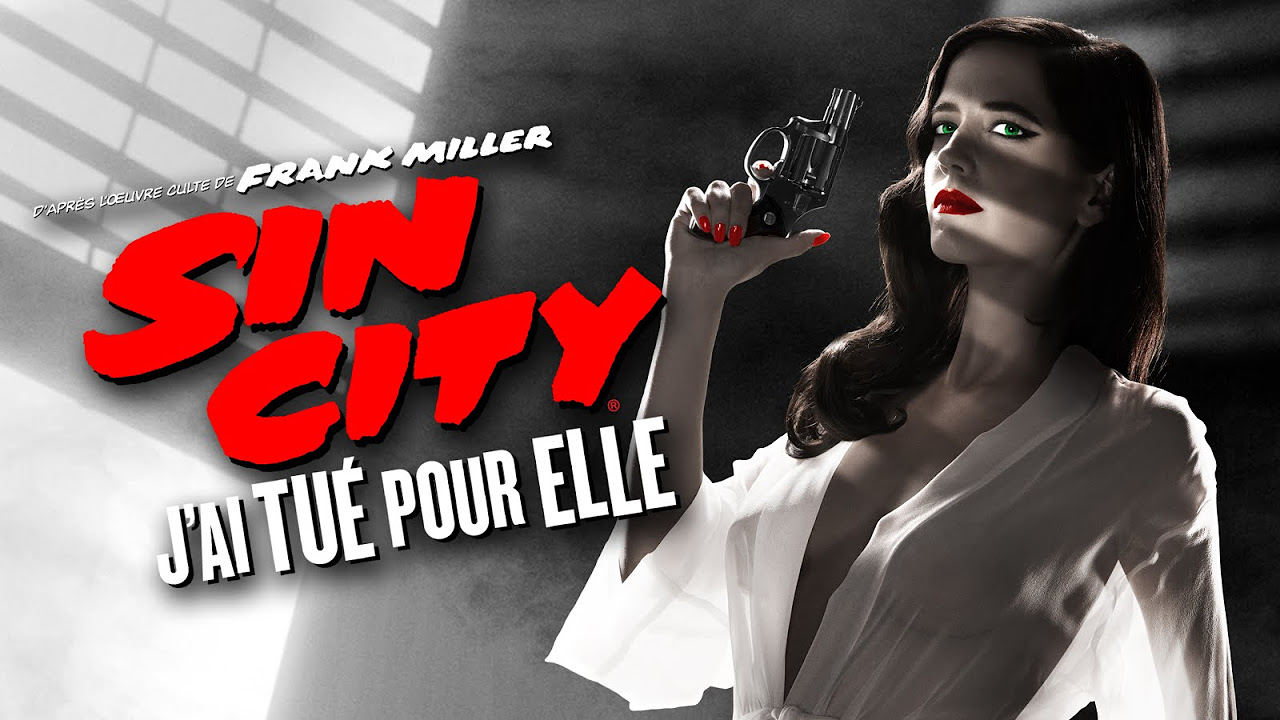 D'APRÈS L'ŒUVRE CULTE DE FRANK MILLER
SIN
CITY®
J'AI TUÉ POUR ELLE